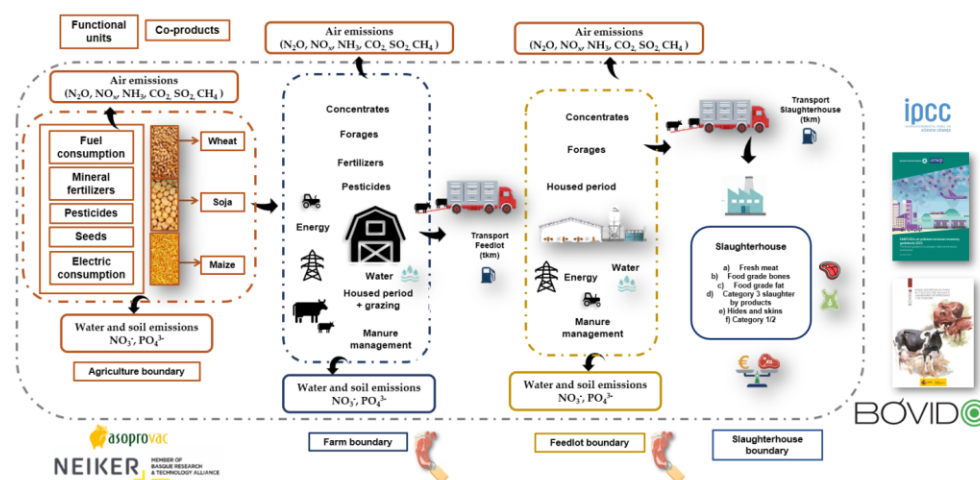 Functional
units
Co-products
Air emissions
(N₂O, NOₓ, NH₃, CO₂, SO₂, CH₄ )
Air emissions
(N₂O, NOₓ, NH₃, CO₂, SO₂, CH₄ )
Air emissions
(N₂O, NOₓ, NH₃, CO₂, SO₂, CH₄ )
Fuel
consumption
Mineral
fertilizers
Pesticides
Seeds
Electric
consumption
Wheat
Soja
Maize
Water and soil emissions
NO₃⁻, PO₄³⁻
Agriculture boundary
Concentrates
Forages
Fertilizers
Pesticides
Energy
Water
Housed period
+ grazing
Manure
management
Water and soil emissions
NO₃⁻, PO₄³⁻
Farm boundary
Transport
Feedlot
(tkm)
Concentrates
Forages
Housed period
Energy
Water
Manure
management
Water and soil emissions
NO₃⁻, PO₄³⁻
Feedlot boundary
Transport
Slaughterhouse
(tkm)
Slaughterhouse
a) Fresh meat
b) Food grade bones
c) Food grade fat
d) Category 3 slaughter
by products
e) Hides and skins
f) Category 1/2
Slaughterhouse
boundary
ipcc
BÓVIDO
asoprovac
NEIKER
MEMBER OF
BASQUE RESEARCH
& TECHNOLOGY ALLIANCE